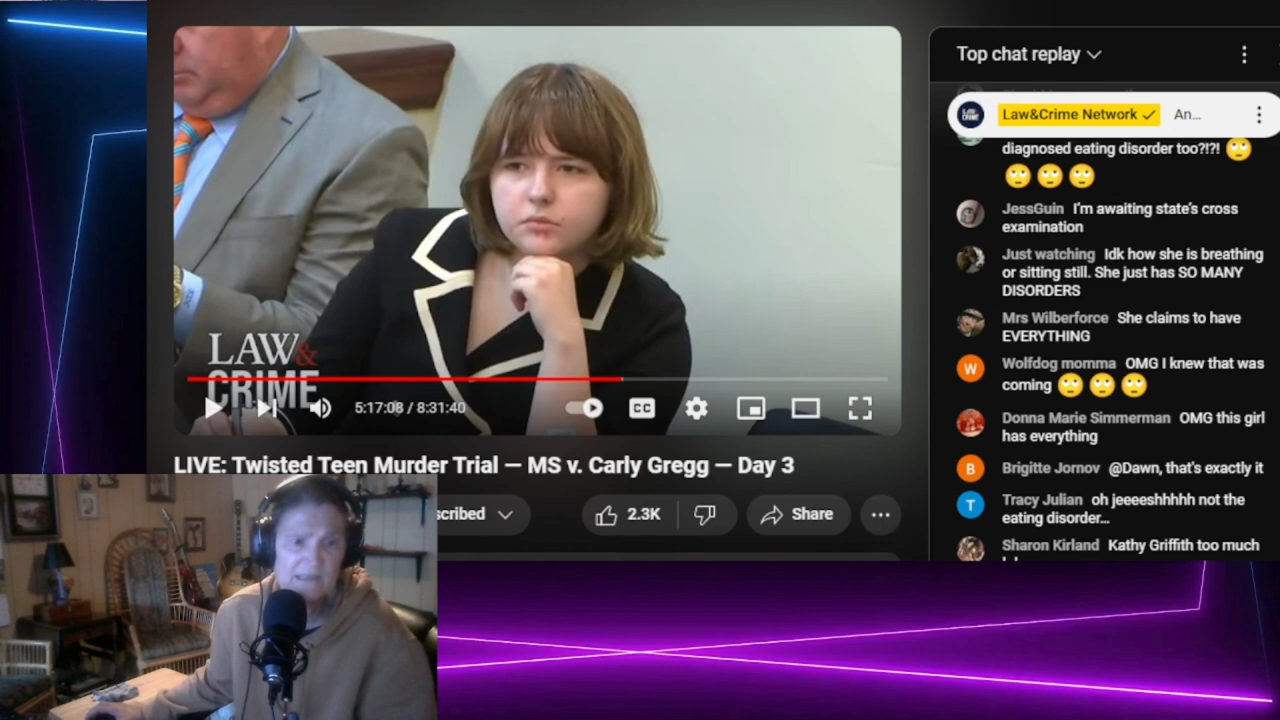 Top chat replay
Law&Crime Network
An...
diagnosed eating disorder too?!?!
JessGuin I'm awaiting state's cross
examination
Just watching Idk how she is breathing
or sitting still. She just has SO MANY
DISORDERS
Mrs Wilberforce She claims to have
EVERYTHING
Wolfdog momma OMG I knew that was
coming
Donna Marie Simmerman OMG this girl
has everything
Brigitte Jornov @Dawn, that's exactly it
Tracy Julian oh jeeeeshhhhh not the
eating disorder...
Sharon Kirland Kathy Griffith too much
LAW&
CRIME
5:17:08 / 8:31:40
CC
LIVE: Twisted Teen Murder Trial — MS v. Carly Gregg — Day 3
scribed
2.3K
Share
W
B
T